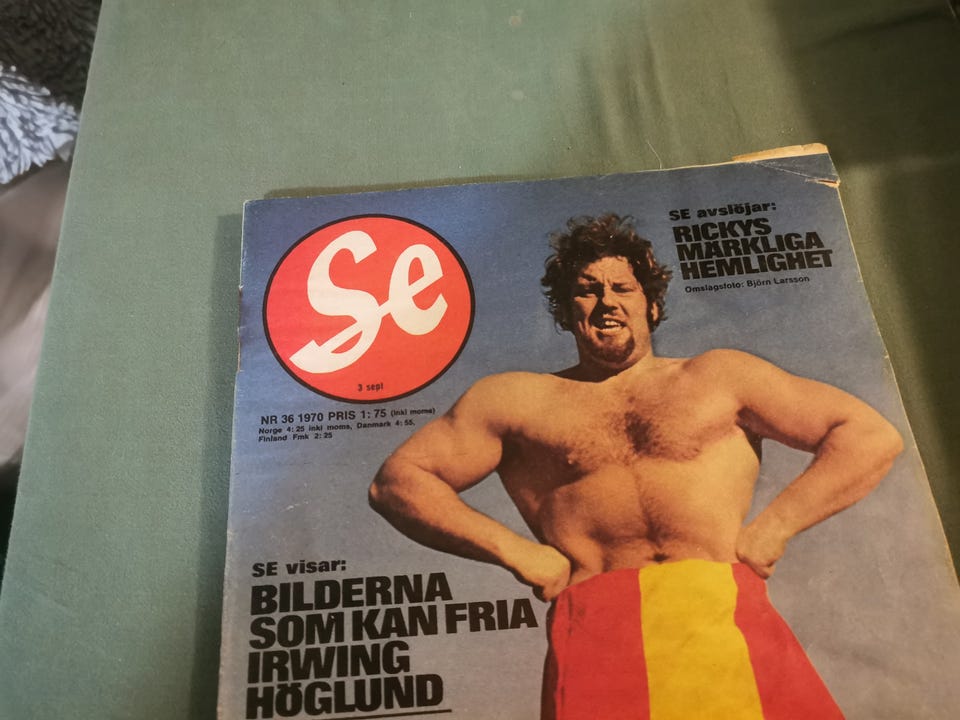 Se
3 sept
NR 36 1970 PRIS 1:75 (inkl moms)
Norge 4:25 inkl moms, Danmark 4:55,
Finland Fmk 2:25
SE avslöjar:
RICKYS
MÄRKLIGA
HEMLIGHET
Omslagsfoto: Björn Larsson
SE visar:
BILDERNA
SOM KAN FRIA
IRWING
HÖGLUND